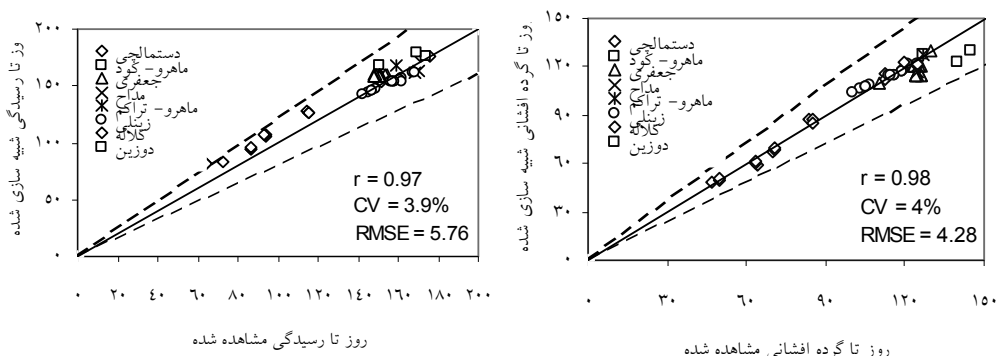 روز تا رسیدگی شبیه سازی شده
۲۰۰
۱۵۰
۱۰۰
۵۰
۰
دستمالچی
ماهرو- کود
جعفری
مداح
ماهرو- تراکم
زینلی
کلاله
دوزین
r = 0.97
CV = 3.9%
RMSE = 5.76
۰ ۲۰ ۴۰ ۶۰ ۸۰ ۱۰۰ ۱۲۰ ۱۴۰ ۱۶۰ ۱۸۰ ۲۰۰
روز تا رسیدگی مشاهده شده
روز تا گرده افشانی شبیه سازی شده
۱۵۰
۱۲۰
۹۰
۶۰
۳۰
۰
دستمالچی
ماهرو- کود
جعفری
مداح
ماهرو- تراکم
زینلی
کلاله
دوزین
r = 0.98
CV = 4%
RMSE = 4.28
۰ ۳۰ ۶۰ ۹۰ ۱۲۰ ۱۵۰
روز تا گرده افشانی مشاهده شده